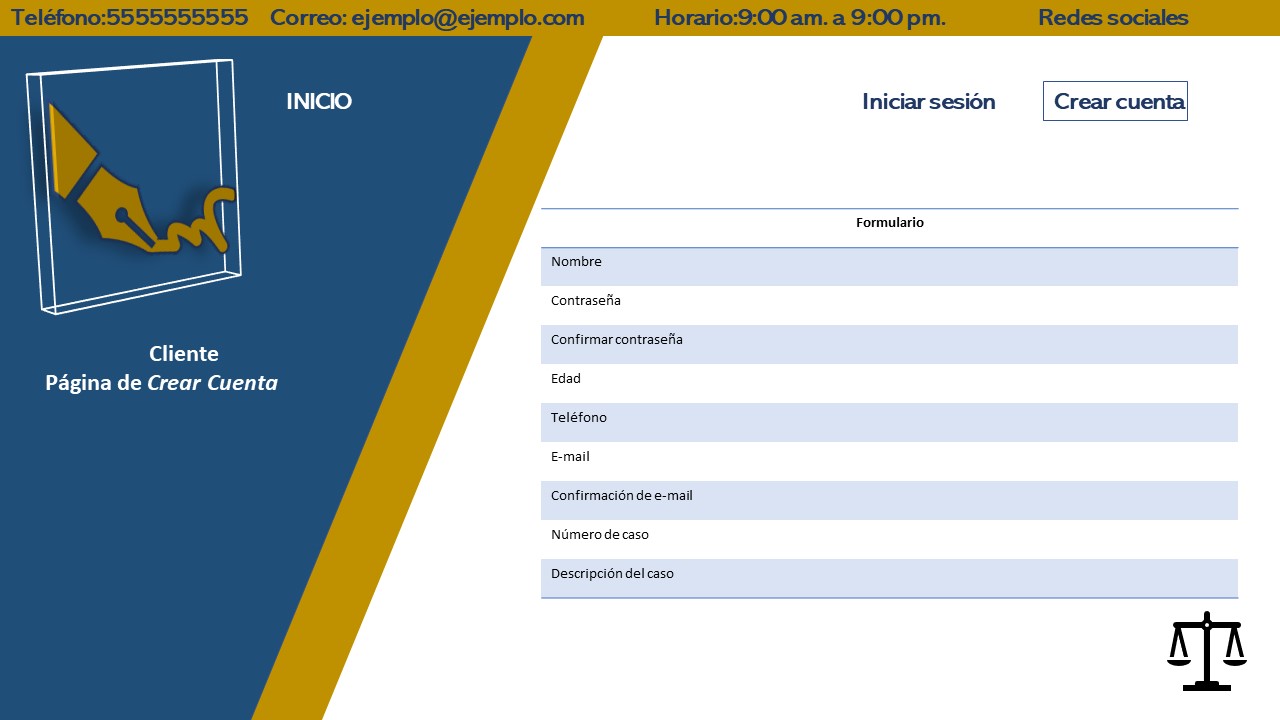 Teléfono:5555555555 Correo: ejemplo@ejemplo.com Horario:9:00 am. a 9:00 pm. Redes sociales
INICIO Iniciar sesión Crear cuenta
Cliente
Página de Crear Cuenta
Formulario
Nombre
Contraseña
Confirmar contraseña
Edad
Teléfono
E-mail
Confirmación de e-mail
Número de caso
Descripción del caso